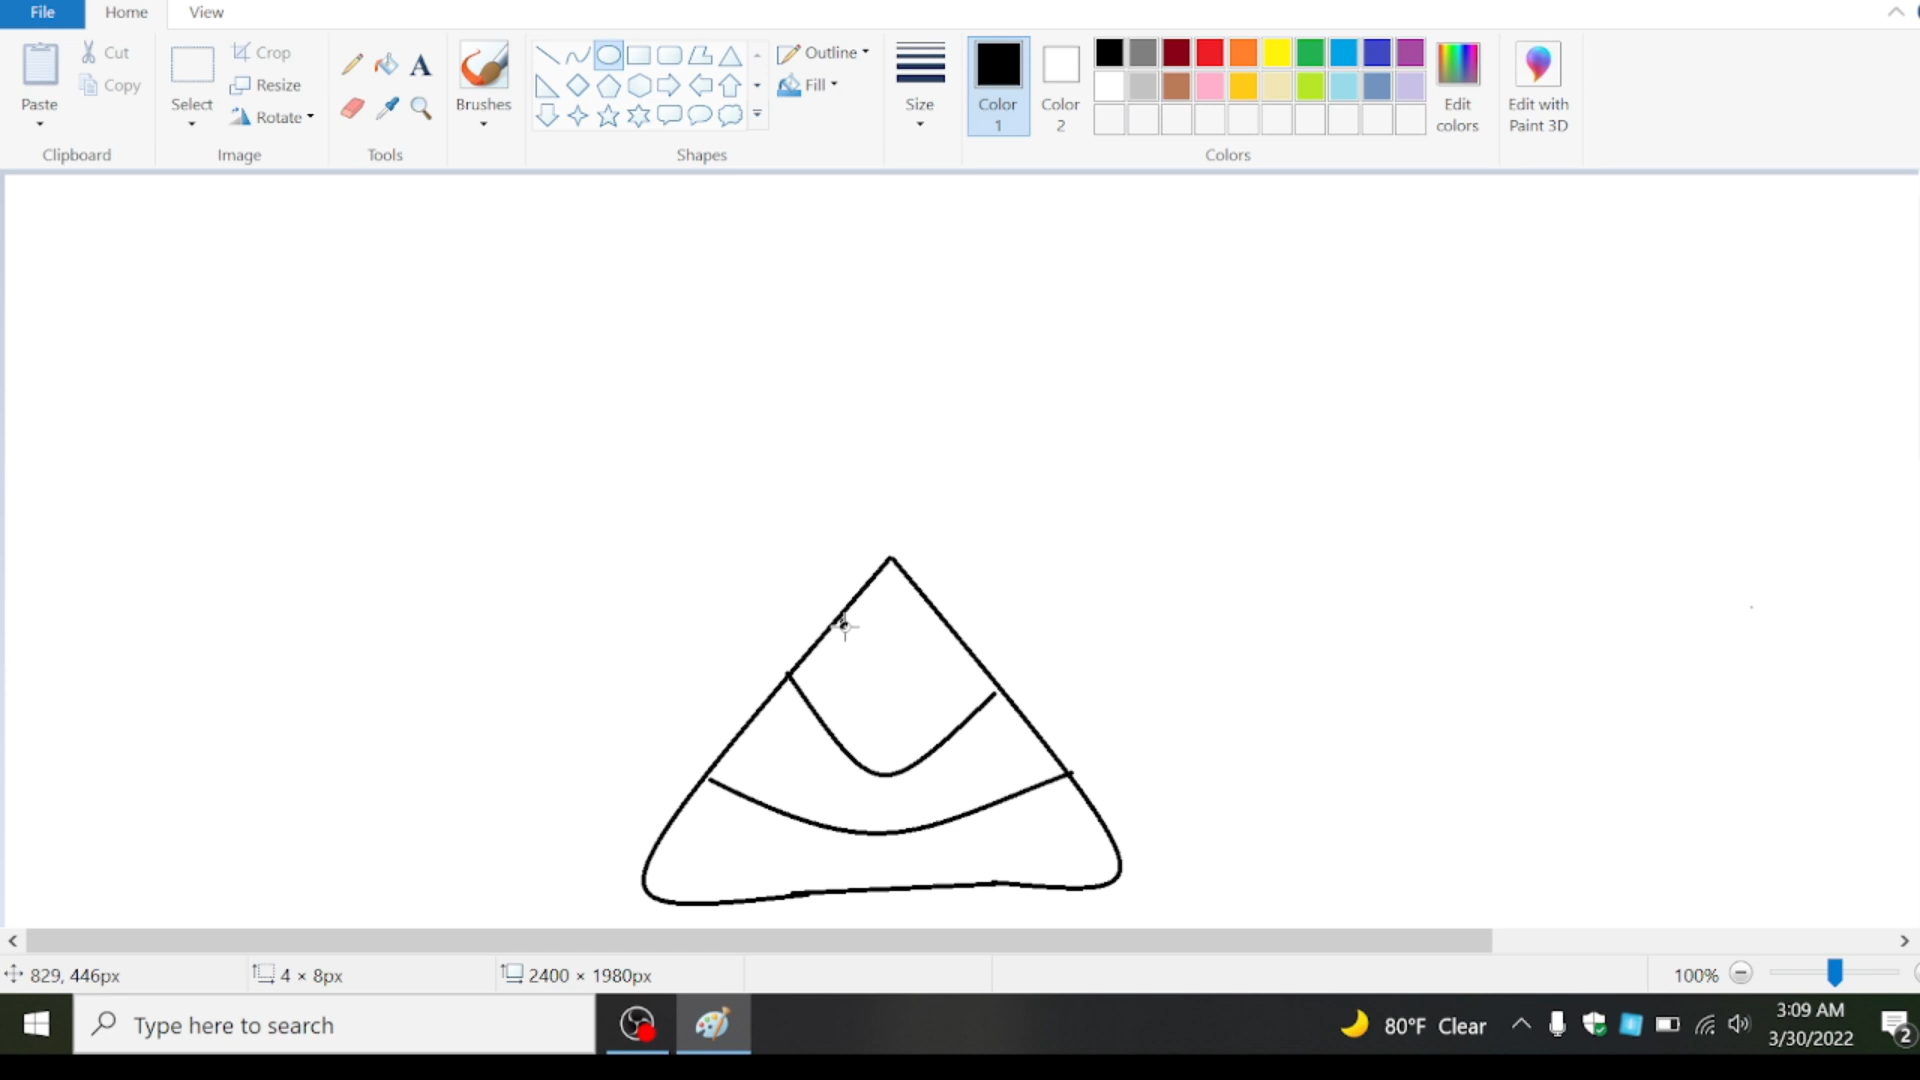 File Home View
Paste
Cut
Copy
Clipboard
Select
Crop
Resize
Rotate
Image
A
Tools
Brushes
Outline
Fill
Shapes
Size
Color
1
Color
2
Edit
colors
Colors
Edit with
Paint 3D
829, 446px 4 × 8px 2400 × 1980px 100%
Type here to search
80°F Clear
3:09 AM
3/30/2022
2